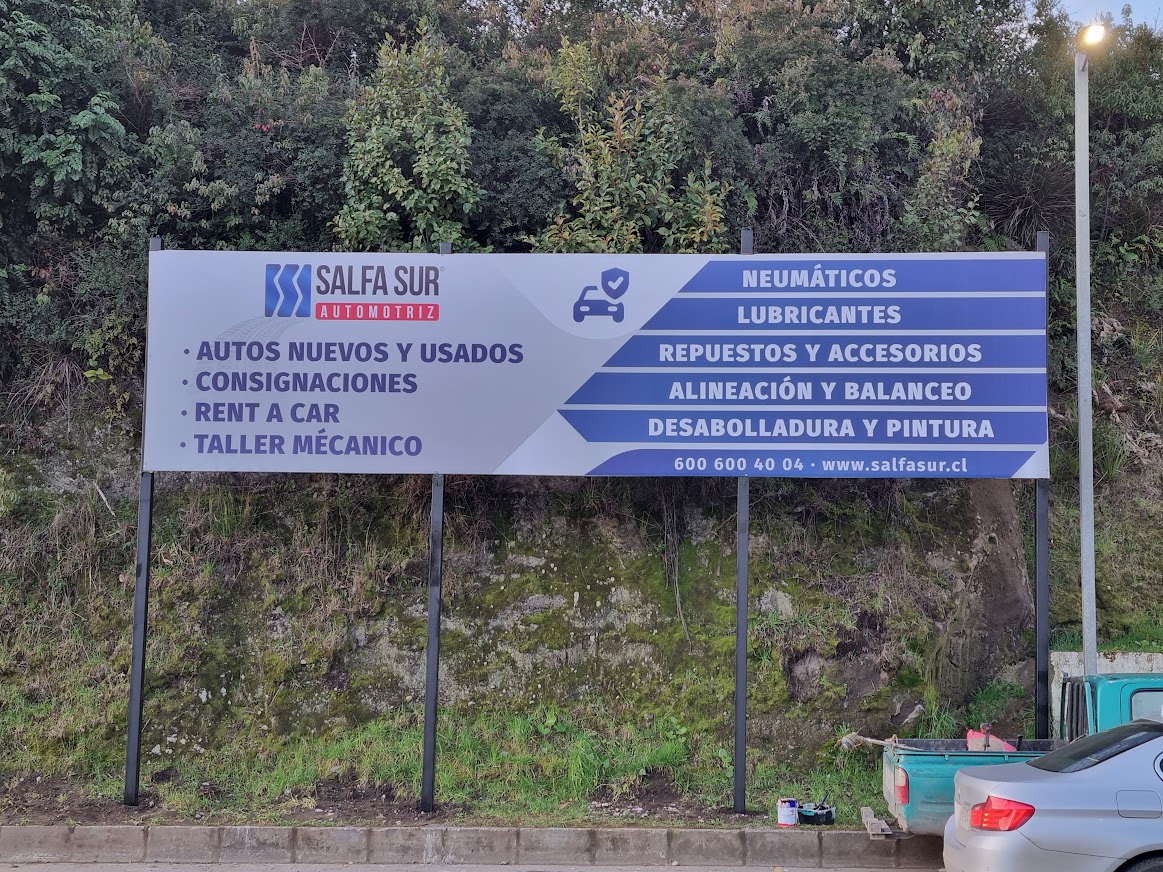 SALFA SUR
AUTOMOTRIZ
· AUTOS NUEVOS Y USADOS
· CONSIGNACIONES
· RENT A CAR
· TALLER MÉCANICO
NEUMÁTICOS
LUBRICANTES
REPUESTOS Y ACCESORIOS
ALINEACIÓN Y BALANCEO
DESABOLLADURA Y PINTURA
600 600 40 04 · www.salfasur.cl